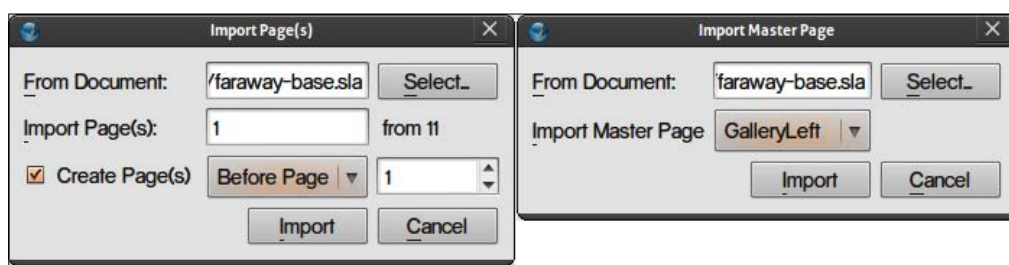 Import Page(s)
From Document: /faraway-base.sla Select...
Import Page(s): 1 from 11
Create Page(s) Before Page 1
Import Cancel
Import Master Page
From Document: /faraway-base.sla Select...
Import Master Page GalleryLeft
Import Cancel